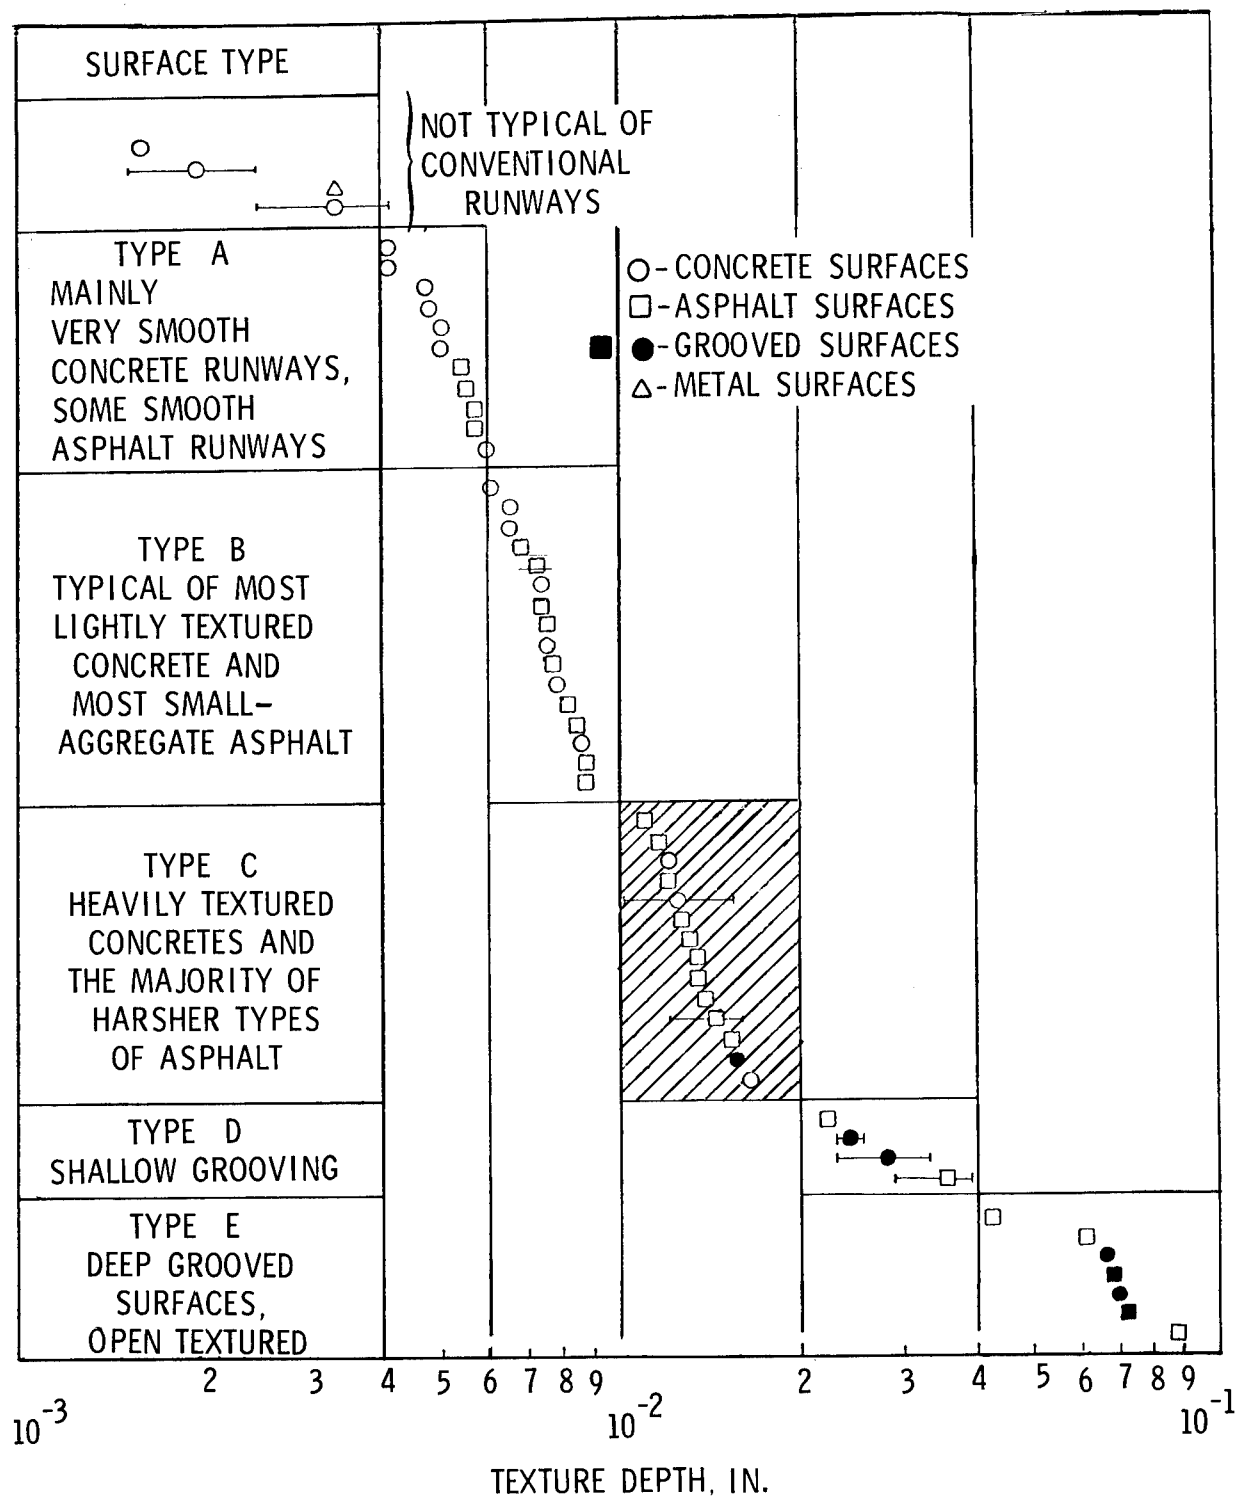 SURFACE TYPE
NOT TYPICAL OF
CONVENTIONAL
RUNWAYS
TYPE A
MAINLY
VERY SMOOTH
CONCRETE RUNWAYS,
SOME SMOOTH
ASPHALT RUNWAYS
- CONCRETE SURFACES
- ASPHALT SURFACES
- GROOVED SURFACES
- METAL SURFACES
TYPE B
TYPICAL OF MOST
LIGHTLY TEXTURED
CONCRETE AND
MOST SMALL-
AGGREGATE ASPHALT
TYPE C
HEAVILY TEXTURED
CONCRETES AND
THE MAJORITY OF
HARSHER TYPES
OF ASPHALT
TYPE D
SHALLOW GROOVING
TYPE E
DEEP GROOVED
SURFACES,
OPEN TEXTURED
2 3 4 5 6 7 8 9 2 3 4 5 6 7 8 9
10-3 10-2 10-1
TEXTURE DEPTH, IN.